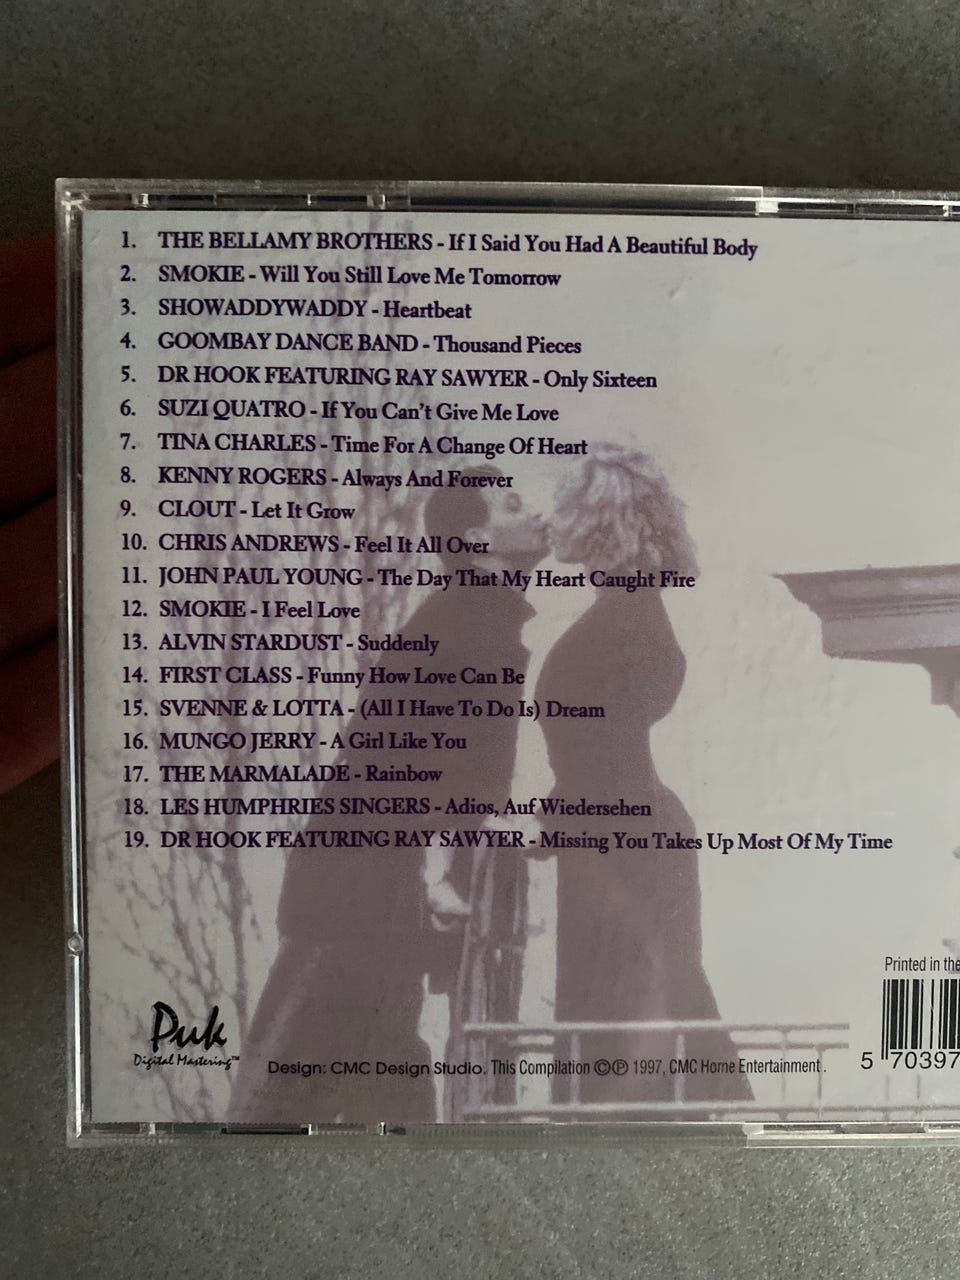 1. THE BELLAMY BROTHERS - If I Said You Had A Beautiful Body
2. SMOKIE - Will You Still Love Me Tomorrow
3. SHOWADDYWADDY - Heartbeat
4. GOOMBAY DANCE BAND - Thousand Pieces
5. DR HOOK FEATURING RAY SAWYER - Only Sixteen
6. SUZI QUATRO - If You Can't Give Me Love
7. TINA CHARLES - Time For A Change Of Heart
8. KENNY ROGERS - Always And Forever
9. CLOUT - Let It Grow
10. CHRIS ANDREWS - Feel It All Over
11. JOHN PAUL YOUNG - The Day That My Heart Caught Fire
12. SMOKIE - I Feel Love
13. ALVIN STARDUST - Suddenly
14. FIRST CLASS - Funny How Love Can Be
15. SVENNE & LOTTA - (All I Have To Do Is) Dream
16. MUNGO JERRY - A Girl Like You
17. THE MARMALADE - Rainbow
18. LES HUMPHRIES SINGERS - Adios, Auf Wiedersehen
19. DR HOOK FEATURING RAY SAWYER - Missing You Takes Up Most Of My Time
Printed in the
Puk
Digital Mastering™
Design: CMC Design Studio. This Compilation ©℗ 1997, CMC Home Entertainment.
5 70397